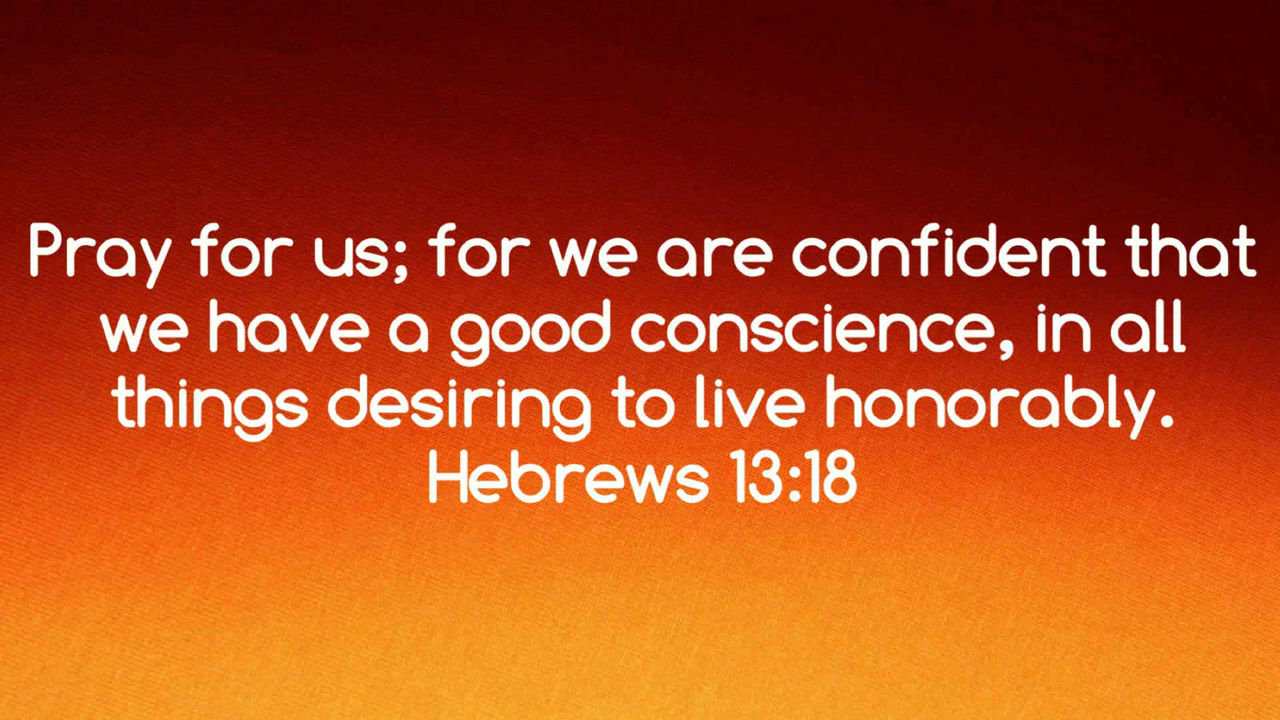 Pray for us; for we are confident that
we have a good conscience, in all
things desiring to live honorably.
Hebrews 13:18